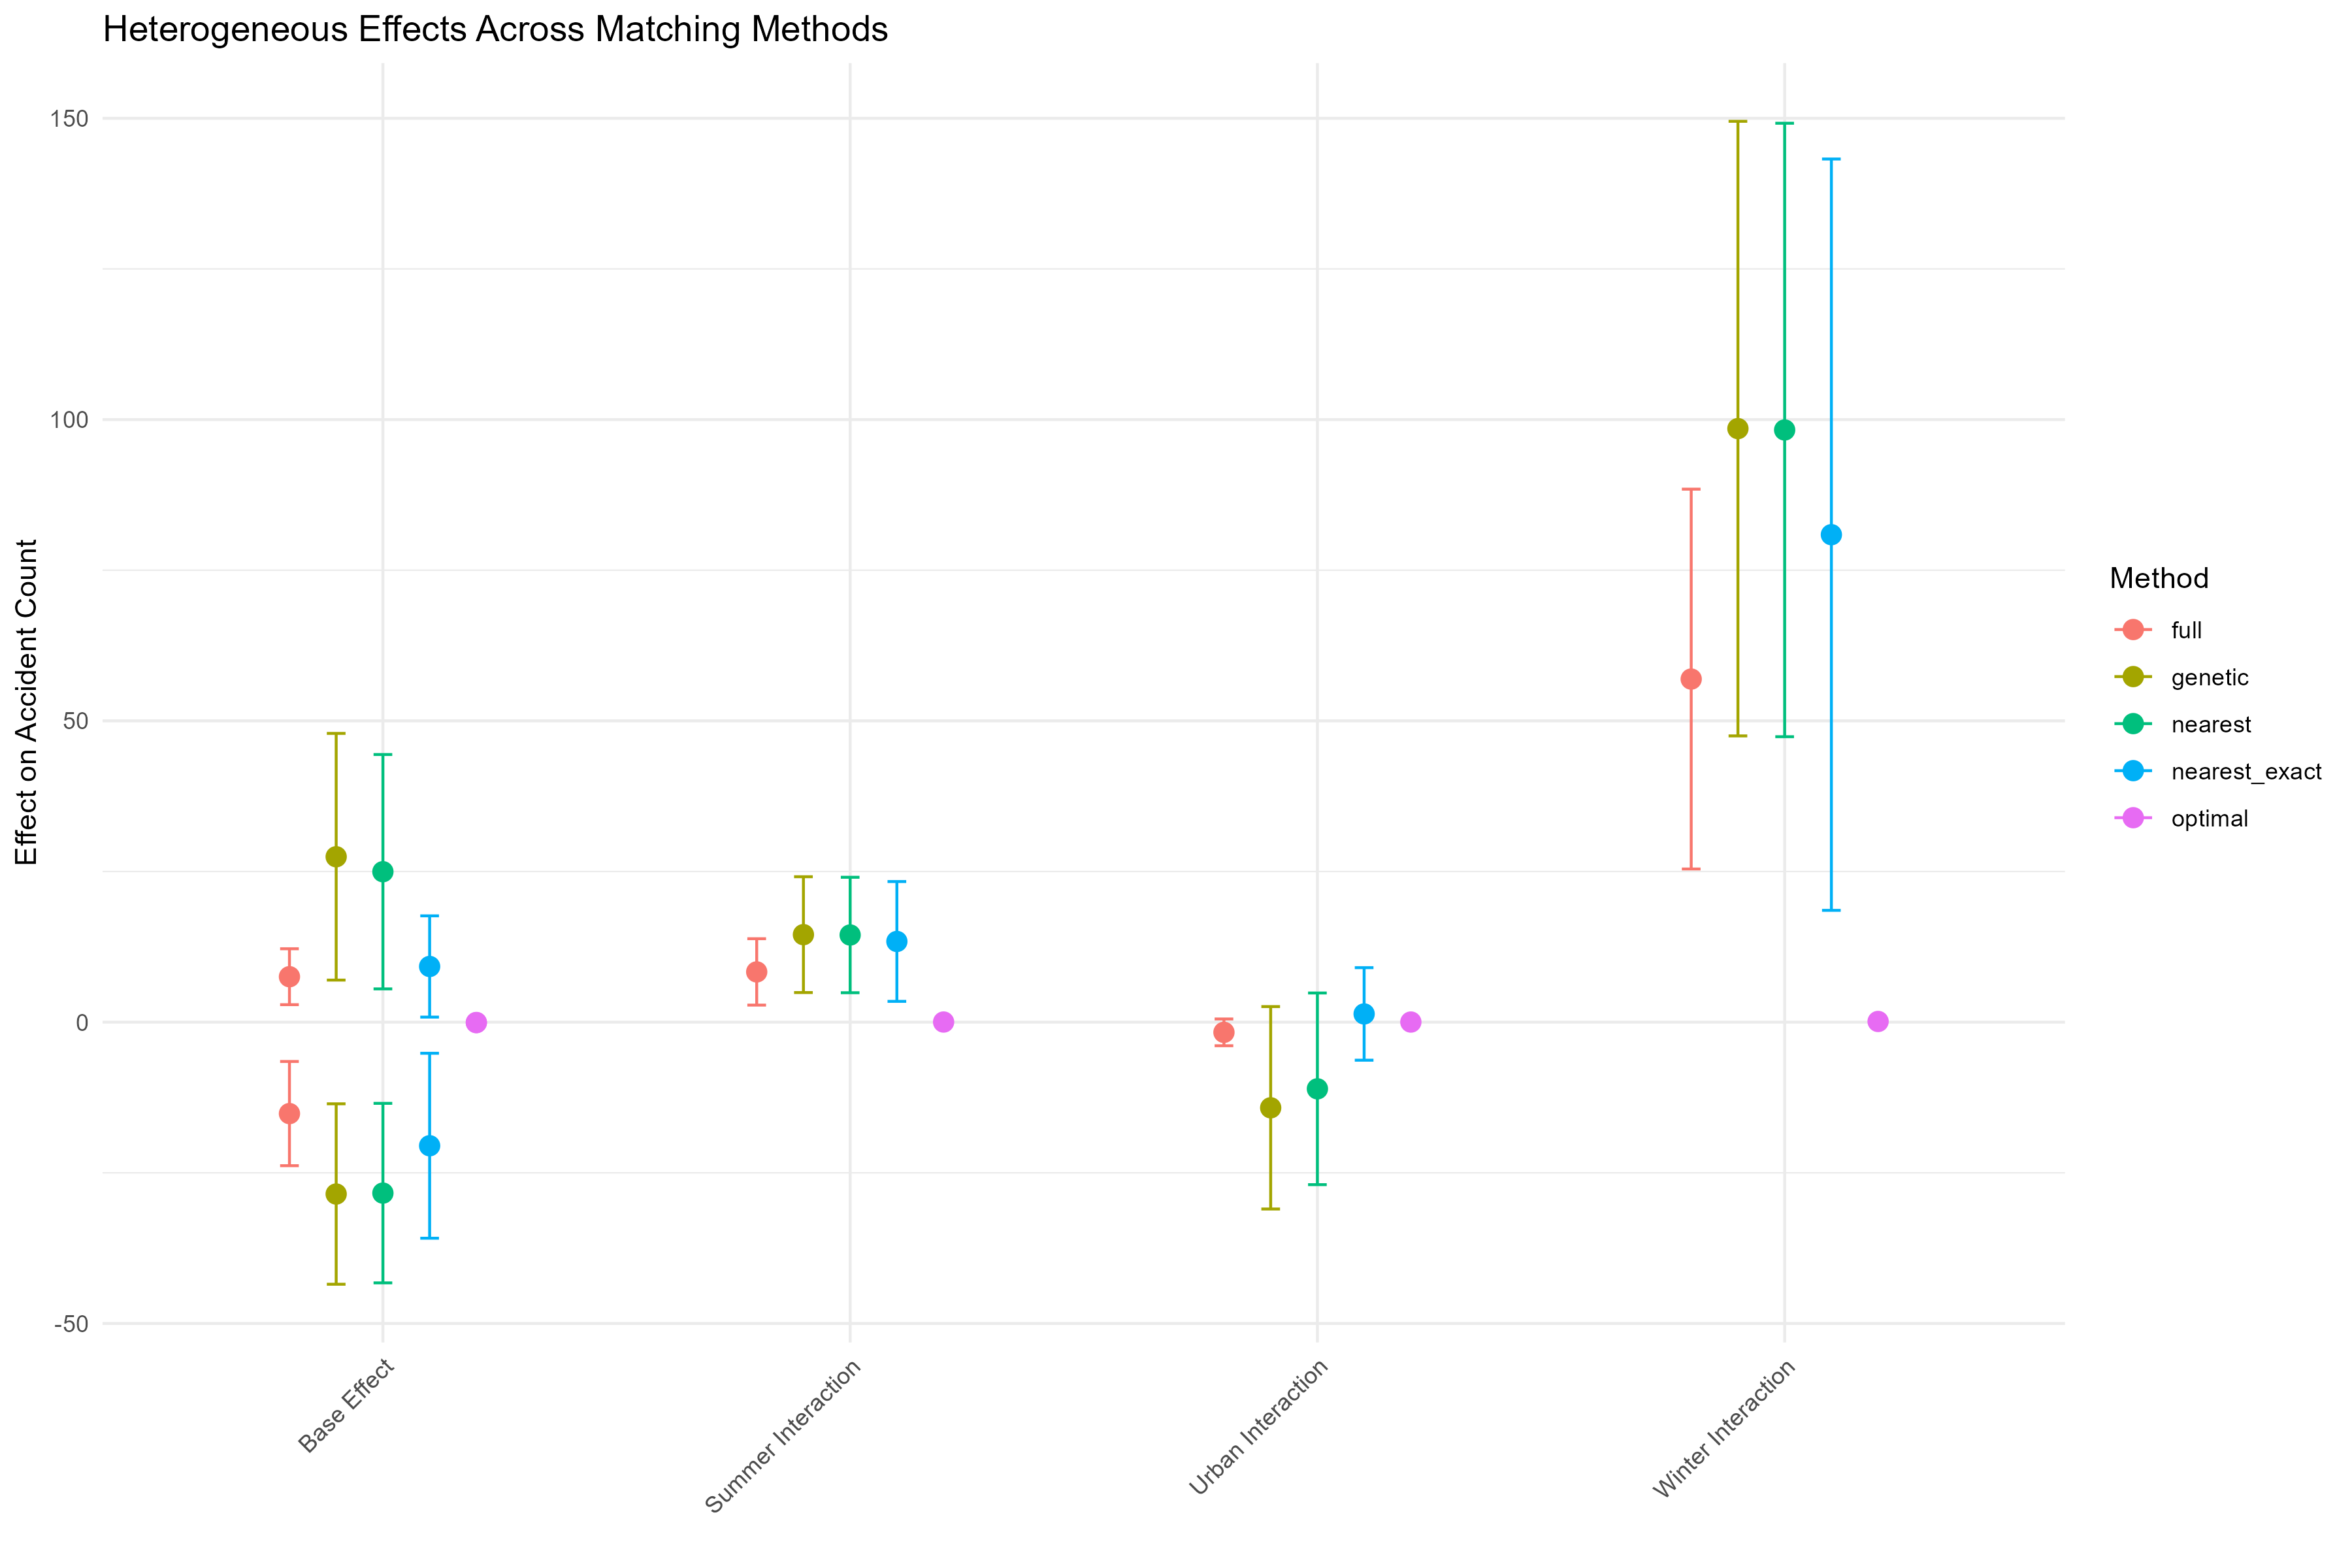 Heterogeneous Effects Across Matching Methods
Effect on Accident Count
150
100
50
0
-50
Base Effect
Summer Interaction
Urban Interaction
Winter Interaction
Method
full
genetic
nearest
nearest_exact
optimal